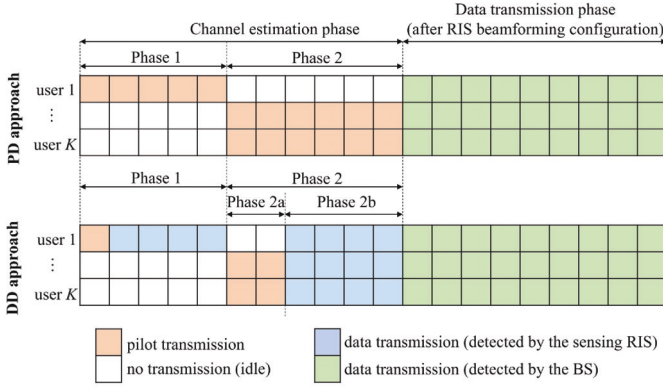 Channel estimation phase
Data transmission phase
(after RIS beamforming configuration)
Phase 1
Phase 2
PD approach
user 1
⋮
user K
Phase 1
Phase 2
Phase 2a
Phase 2b
DD approach
user 1
⋮
user K
pilot transmission
no transmission (idle)
data transmission (detected by the sensing RIS)
data transmission (detected by the BS)